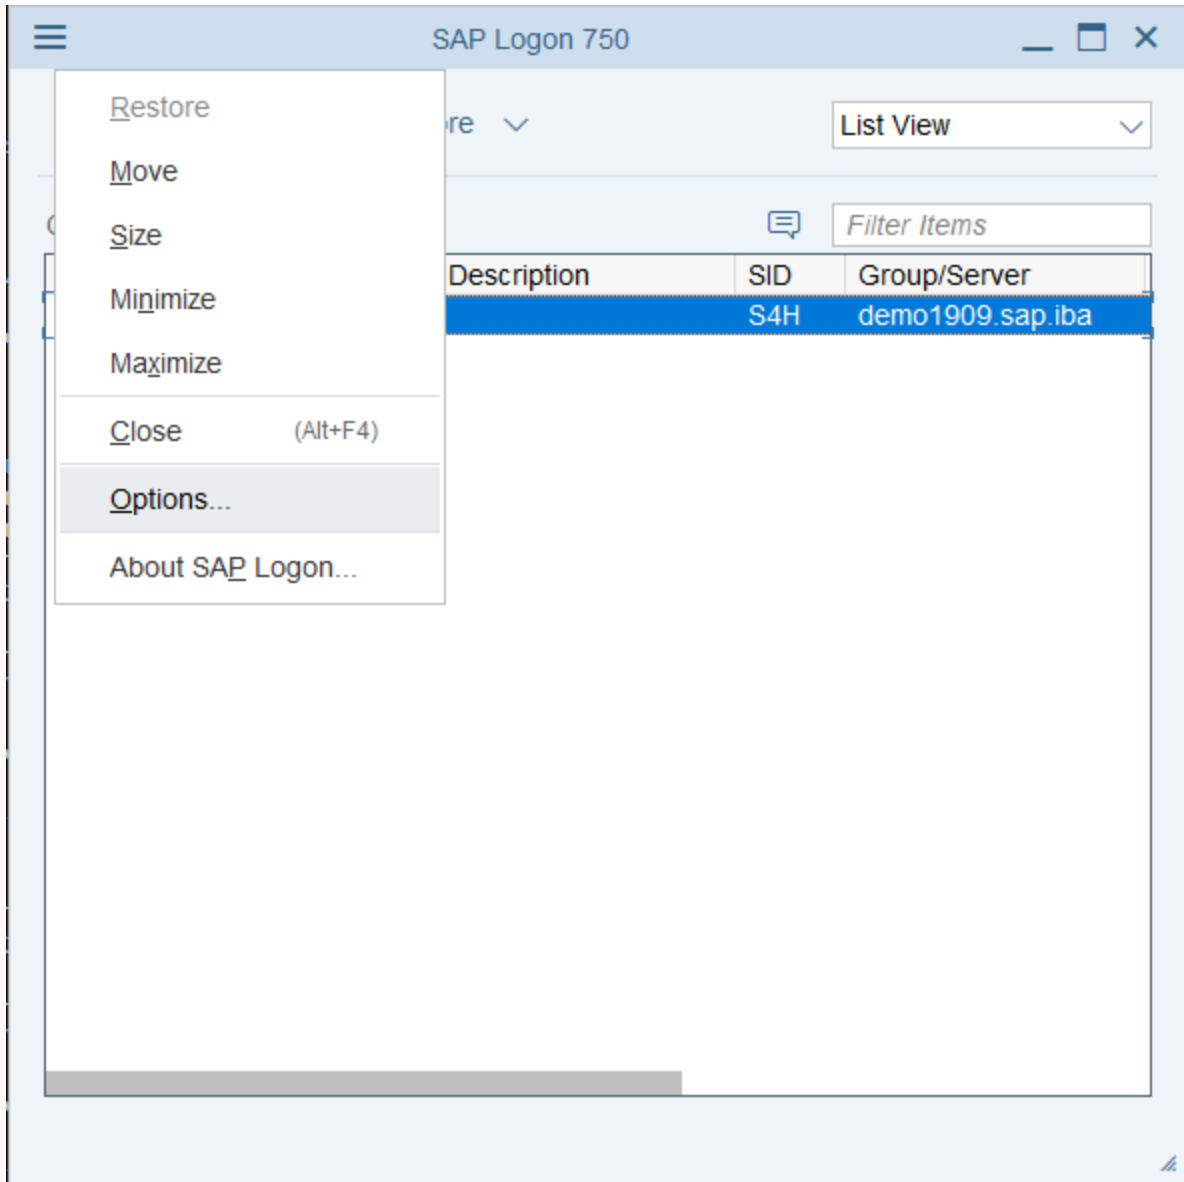 SAP Logon 750
Restore
Move
Size
Minimize
Maximize
Close (Alt+F4)
Options...
About SAP Logon...
re
List View
Filter Items
Description SID Group/Server
S4H demo1909.sap.iba